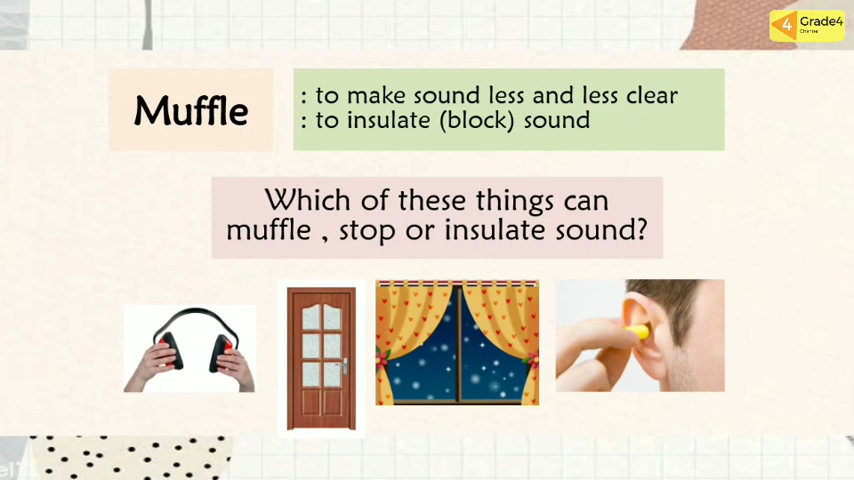 4
Grade4
Muffle
: to make sound less and less clear
: to insulate (block) sound
Which of these things can
muffle , stop or insulate sound?